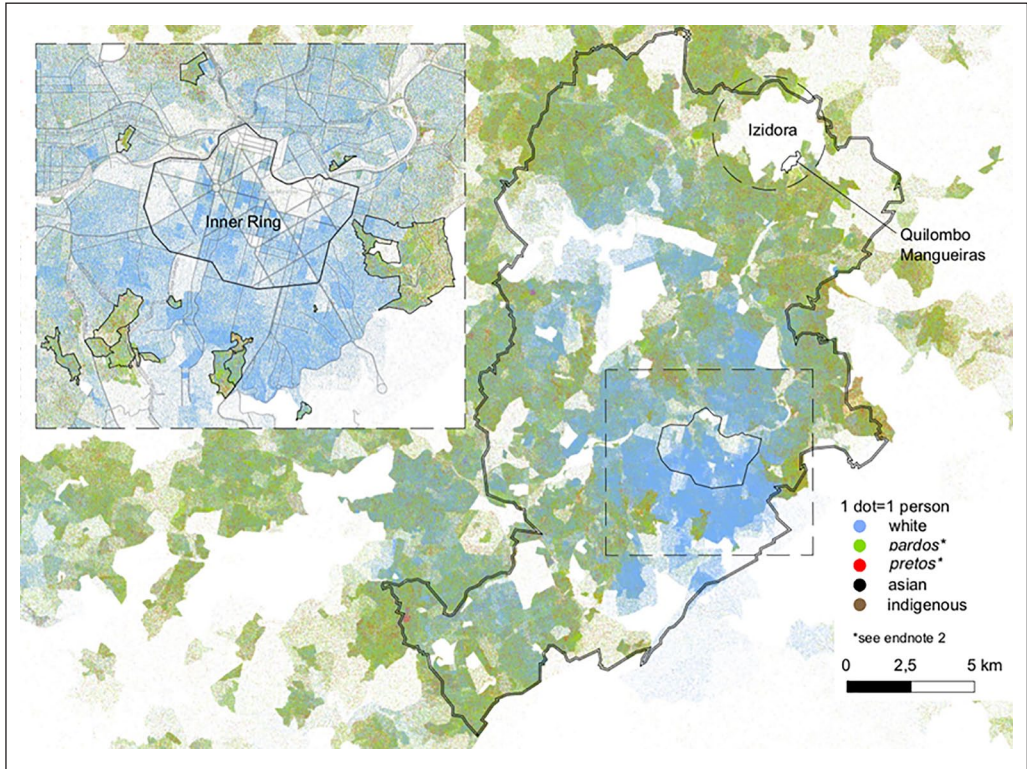 Inner Ring
Izidora
Quilombo
Mangueiras
1 dot=1 person
white
pardos*
pretos*
asian
indigenous
*see endnote 2
0 2,5 5 km